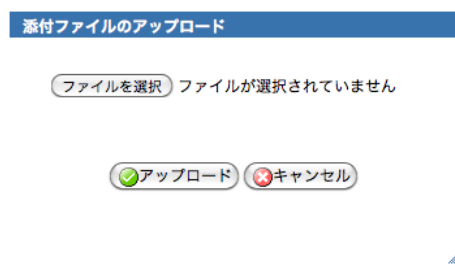 添付ファイルのアップロード
ファイルを選択 ファイルが選択されていません
アップロード キャンセル